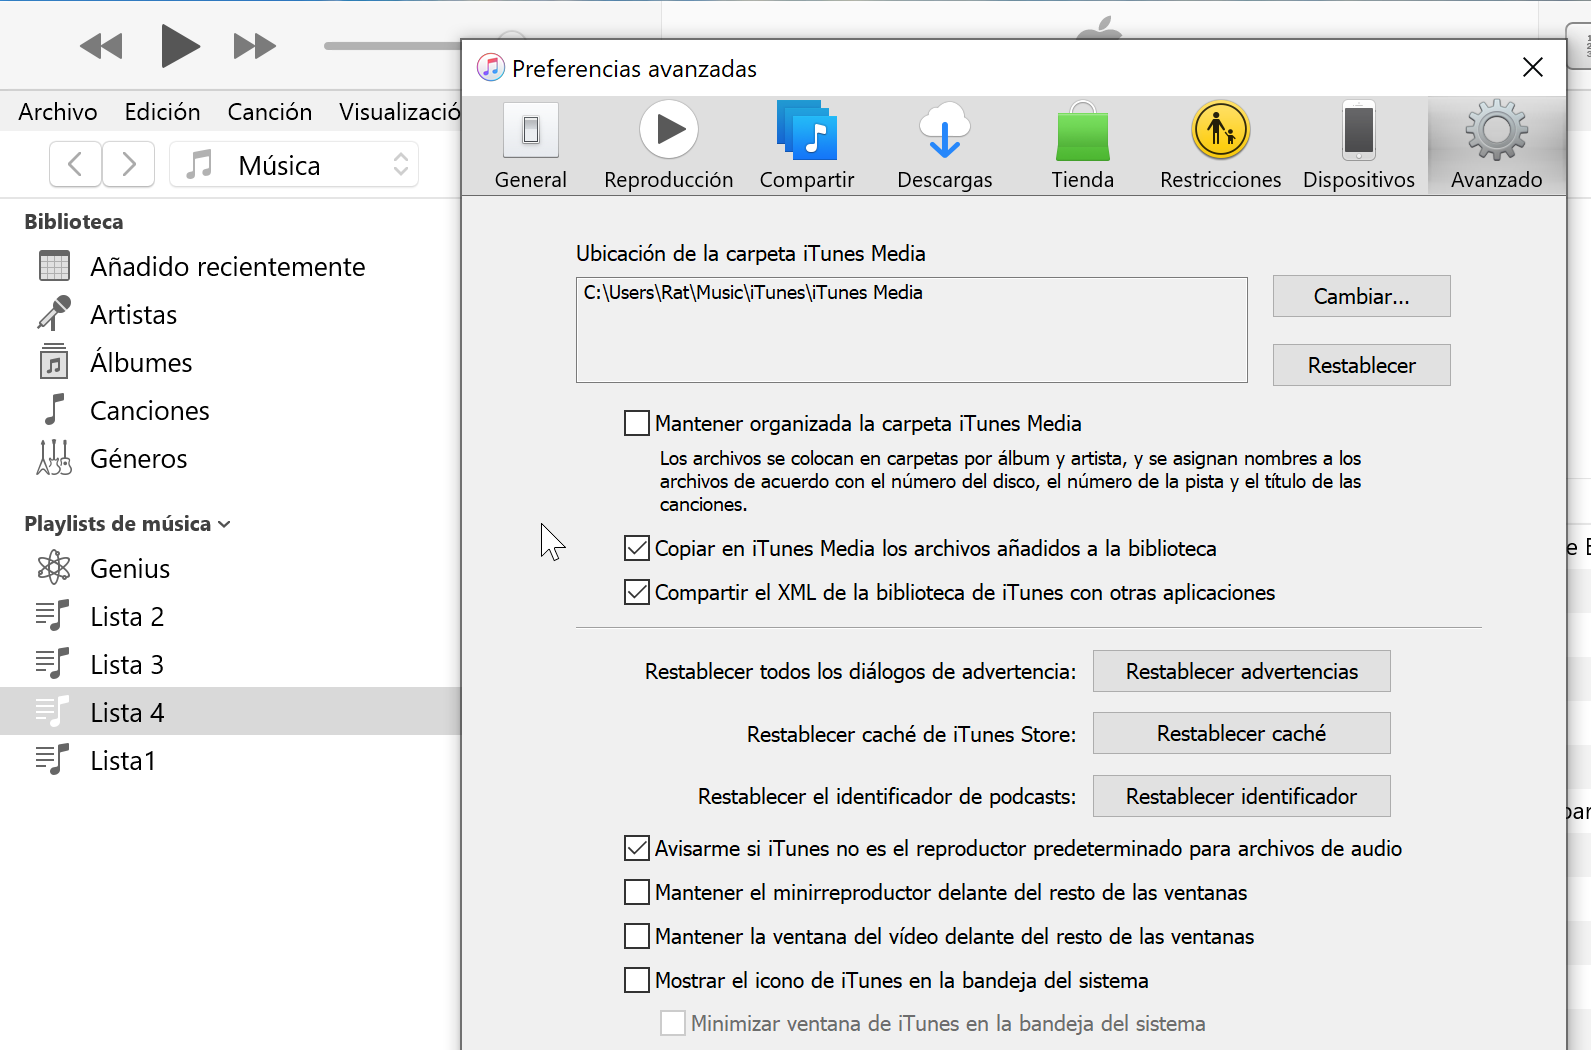 Preferencias avanzadas
Archivo Edición Canción Visualizació
General Reproducción Compartir Descargas Tienda Restricciones Dispositivos Avanzado
Música
Biblioteca
Añadido recientemente
Artistas
Álbumes
Canciones
Géneros
Playlists de música
Genius
Lista 2
Lista 3
Lista 4
Lista1
Ubicación de la carpeta iTunes Media
C:\Users\Rat\Music\iTunes\iTunes Media
Cambiar...
Restablecer
Mantener organizada la carpeta iTunes Media
Los archivos se colocan en carpetas por álbum y artista, y se asignan nombres a los
archivos de acuerdo con el número del disco, el número de la pista y el título de las
canciones.
Copiar en iTunes Media los archivos añadidos a la biblioteca
Compartir el XML de la biblioteca de iTunes con otras aplicaciones
Restablecer todos los diálogos de advertencia: Restablecer advertencias
Restablecer caché de iTunes Store: Restablecer caché
Restablecer el identificador de podcasts: Restablecer identificador
Avisarme si iTunes no es el reproductor predeterminado para archivos de audio
Mantener el minirreproductor delante del resto de las ventanas
Mantener la ventana del vídeo delante del resto de las ventanas
Mostrar el icono de iTunes en la bandeja del sistema
Minimizar ventana de iTunes en la bandeja del sistema